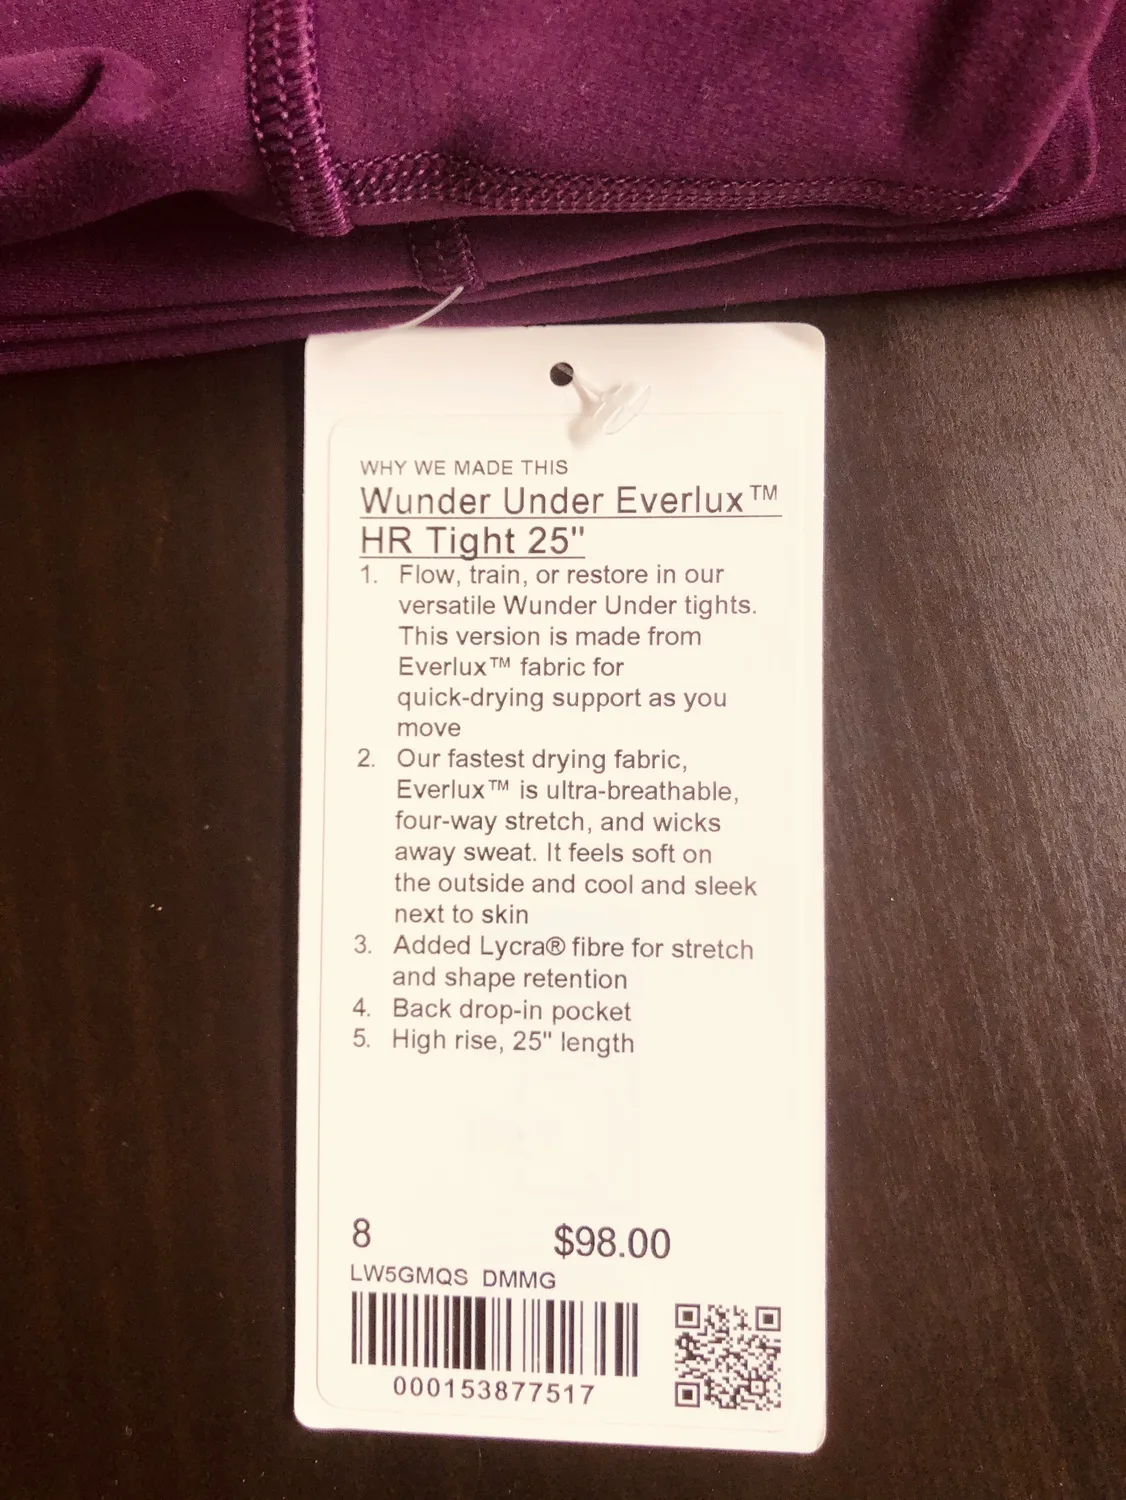 WHY WE MADE THIS
Wunder Under Everlux™
HR Tight 25"
1. Flow, train, or restore in our
versatile Wunder Under tights.
This version is made from
Everlux™ fabric for
quick-drying support as you
move
2. Our fastest drying fabric,
Everlux™ is ultra-breathable,
four-way stretch, and wicks
away sweat. It feels soft on
the outside and cool and sleek
next to skin
3. Added Lycra® fibre for stretch
and shape retention
4. Back drop-in pocket
5. High rise, 25" length
8 $98.00
LW5GMQS DMMG
000153877517